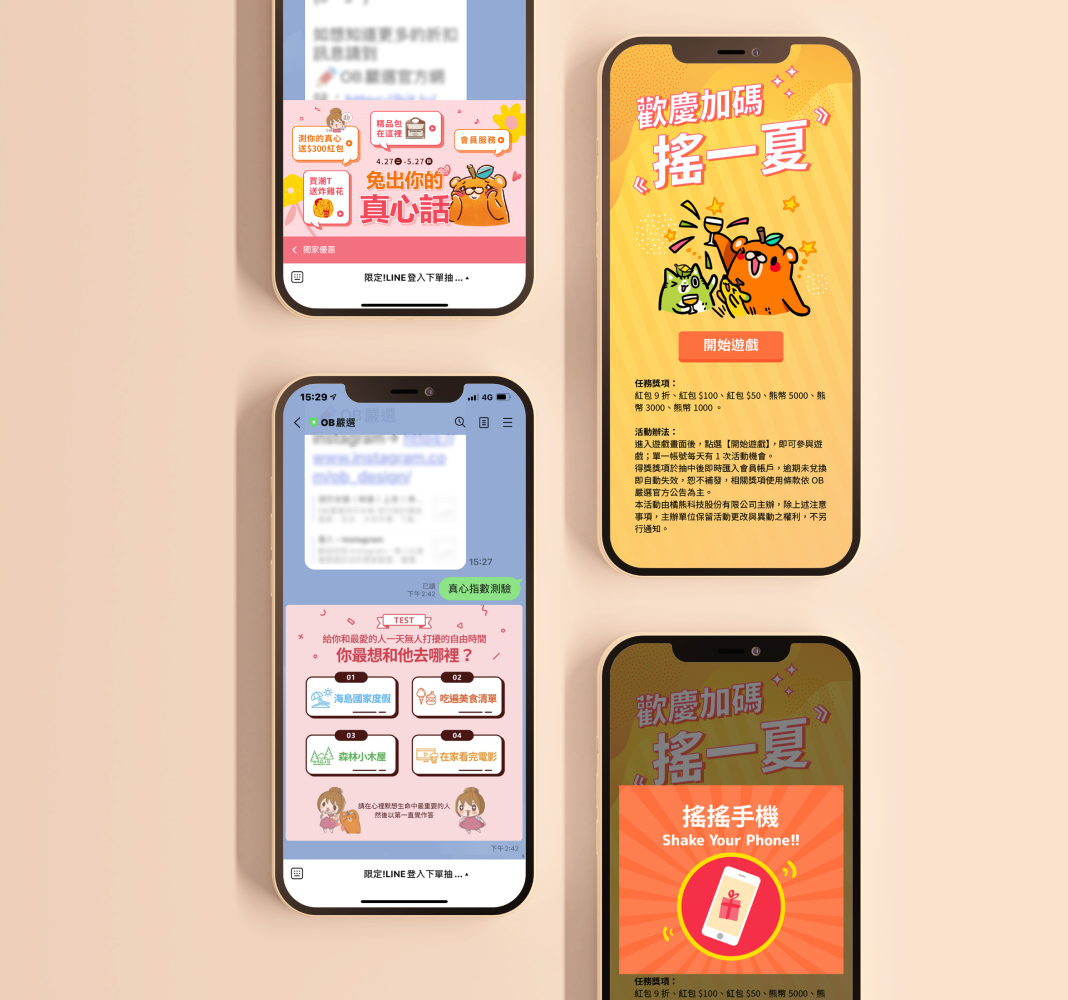 如想知道更多的折扣
訊息請到
OB嚴選官方網
測你的真心
送$300紅包
精品包
在這裡
會員服務
4.27二-5.27四
買潮T
送炸雞花
兔出你的
真心話
獨家優惠
限定!LINE登入下單抽...
15:29
4G
OB嚴選
instagram→ https://
www.instagram.co
m/ob_design/
15:27
已讀
下午2:42
真心指數測驗
TEST
給你和最愛的人一天無人打擾的自由時間
你最想和他去哪裡？
01
海島國家度假
02
吃遍美食清單
03
森林小木屋
04
在家看完電影
請在心裡默想生命中最重要的人
然後以第一直覺作答
下午2:42
限定!LINE登入下單抽...
歡慶加碼
搖一夏
開始遊戲
任務獎項：
紅包 9 折、紅包 $100、紅包 $50、熊幣 5000、熊
幣 3000、熊幣 1000 。
活動辦法：
進入遊戲畫面後，點選【開始遊戲】，即可參與遊
戲；單一帳號每天有 1 次活動機會。
得獎獎項於抽中後即時匯入會員帳戶，逾期未兌換
即自動失效，恕不補發，相關獎項使用條款依 OB
嚴選官方公告為主。
本活動由橘熊科技股份有限公司主辦，除上述注意
事項，主辦單位保留活動更改與異動之權利，不另
行通知。
歡慶加碼
搖一夏
搖搖手機
Shake Your Phone!!
任務獎項：
紅包 9 折、紅包 $100、紅包 $50、熊幣 5000、熊